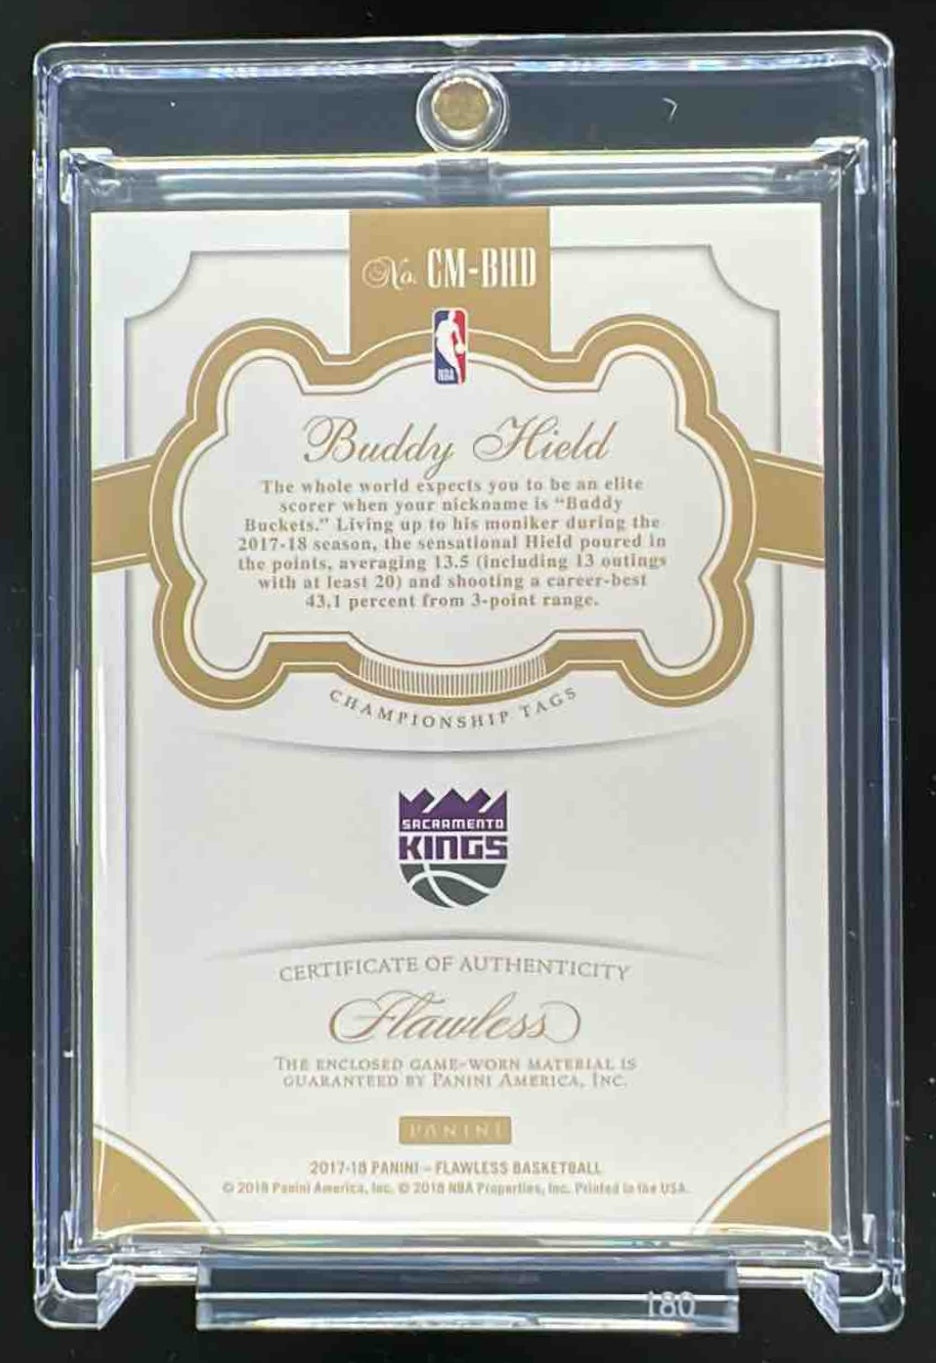 No. CM-BHD
NBA
Buddy Hield
The whole world expects you to be an elite
scorer when your nickname is “Buddy
Buckets.” Living up to his moniker during the
2017-18 season, the sensational Hield poured in
the points, averaging 13.5 (including 13 outings
with at least 20) and shooting a career-best
43.1 percent from 3-point range.
CHAMPIONSHIP TAGS
SACRAMENTO
KINGS
CERTIFICATE OF AUTHENTICITY
Flawless
THE ENCLOSED GAME-WORN MATERIAL IS
GUARANTEED BY PANINI AMERICA, INC.
PANINI
2017-18 PANINI – FLAWLESS BASKETBALL
© 2018 Panini America, Inc. © 2018 NBA Properties, Inc. Printed in the USA.
180